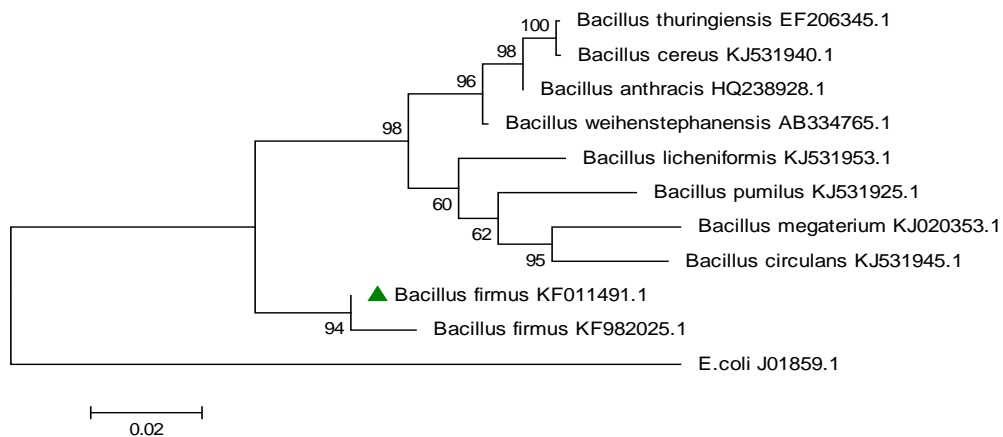 Bacillus thuringiensis EF206345.1
100
Bacillus cereus KJ531940.1
98
Bacillus anthracis HQ238928.1
96
Bacillus weihenstephanensis AB334765.1
98
Bacillus licheniformis KJ531953.1
60
Bacillus pumilus KJ531925.1
62
Bacillus megaterium KJ020353.1
95
Bacillus circulans KJ531945.1
Bacillus firmus KF011491.1
94
Bacillus firmus KF982025.1
E.coli J01859.1
0.02